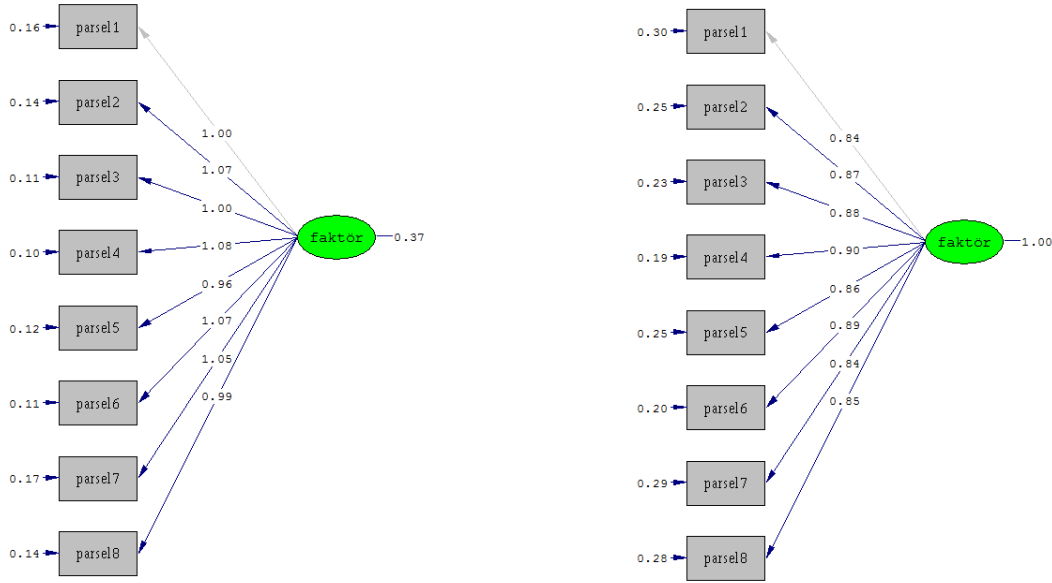 0.16 parsel1
0.14 parsel2
1.00
1.07
0.11 parsel3
1.00
faktör 0.37
0.10 parsel4
1.08
0.96
0.12 parsel5
1.07
1.05
0.11 parsel6
0.99
0.17 parsel7
0.14 parsel8
0.30 parsel1
0.25 parsel2
0.84
0.87
0.23 parsel3
0.88
faktör 1.00
0.19 parsel4
0.90
0.86
0.25 parsel5
0.89
0.84
0.20 parsel6
0.85
0.29 parsel7
0.28 parsel8